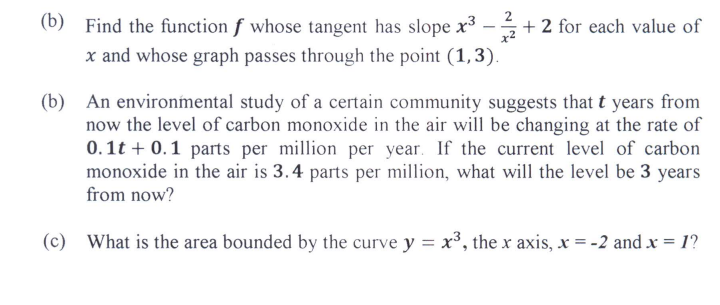 (b) Find the function f whose tangent has slope x³ − 2/x² + 2 for each value of
x and whose graph passes through the point (1,3).
(b) An environmental study of a certain community suggests that t years from
now the level of carbon monoxide in the air will be changing at the rate of
0.1t + 0.1 parts per million per year. If the current level of carbon
monoxide in the air is 3.4 parts per million, what will the level be 3 years
from now?
(c) What is the area bounded by the curve y = x³, the x axis, x = -2 and x = 1?